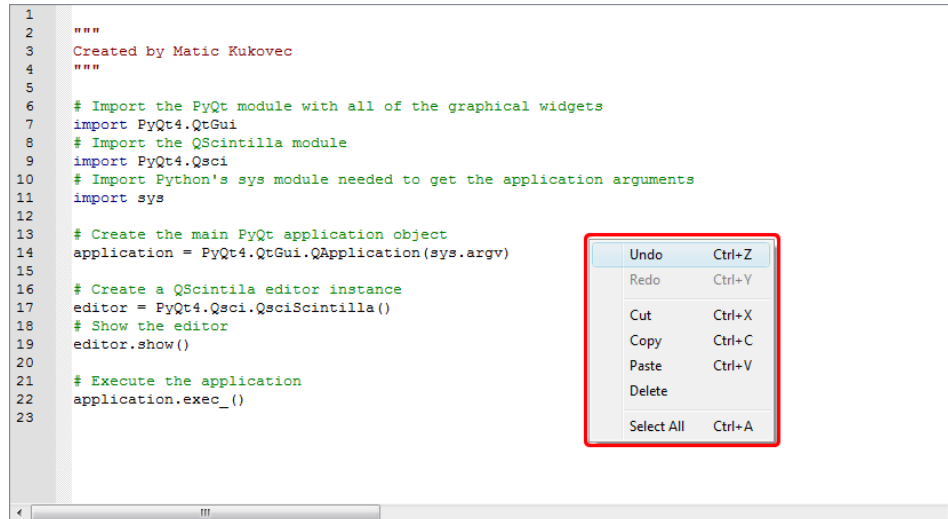 1
2 """
3 Created by Matic Kukovec
4 """
5
6 # Import the PyQt module with all of the graphical widgets
7 import PyQt4.QtGui
8 # Import the QScintilla module
9 import PyQt4.Qsci
10 # Import Python's sys module needed to get the application arguments
11 import sys
12
13 # Create the main PyQt application object
14 application = PyQt4.QtGui.QApplication(sys.argv)
15
16 # Create a QScintila editor instance
17 editor = PyQt4.Qsci.QsciScintilla()
18 # Show the editor
19 editor.show()
20
21 # Execute the application
22 application.exec_()
23
Undo Ctrl+Z
Redo Ctrl+Y
Cut Ctrl+X
Copy Ctrl+C
Paste Ctrl+V
Delete
Select All Ctrl+A